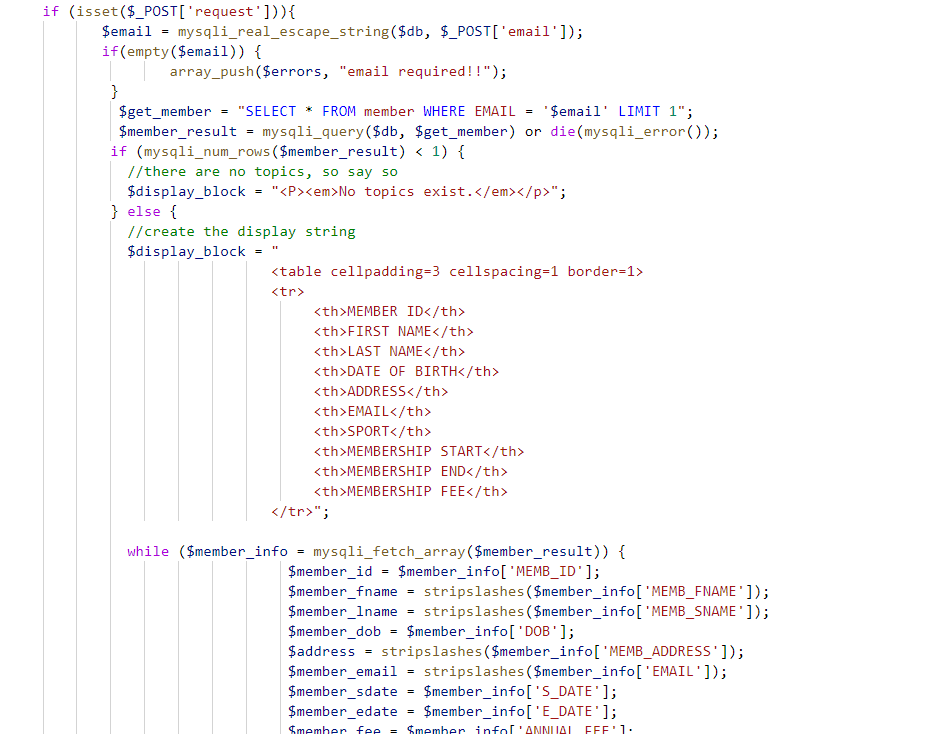 if (isset($_POST['request'])){
$email = mysqli_real_escape_string($db, $_POST['email']);
if(empty($email)) {
array_push($errors, "email required!!");
}
$get_member = "SELECT * FROM member WHERE EMAIL = '$email' LIMIT 1";
$member_result = mysqli_query($db, $get_member) or die(mysqli_error());
if (mysqli_num_rows($member_result) < 1) {
//there are no topics, so say so
$display_block = "<P><em>No topics exist.</em></p>";
} else {
//create the display string
$display_block = "
<table cellpadding=3 cellspacing=1 border=1>
<tr>
<th>MEMBER ID</th>
<th>FIRST NAME</th>
<th>LAST NAME</th>
<th>DATE OF BIRTH</th>
<th>ADDRESS</th>
<th>EMAIL</th>
<th>SPORT</th>
<th>MEMBERSHIP START</th>
<th>MEMBERSHIP END</th>
<th>MEMBERSHIP FEE</th>
</tr>";
while ($member_info = mysqli_fetch_array($member_result)) {
$member_id = $member_info['MEMB_ID'];
$member_fname = stripslashes($member_info['MEMB_FNAME']);
$member_lname = stripslashes($member_info['MEMB_SNAME']);
$member_dob = $member_info['DOB'];
$address = stripslashes($member_info['MEMB_ADDRESS']);
$member_email = stripslashes($member_info['EMAIL']);
$member_sdate = $member_info['S_DATE'];
$member_edate = $member_info['E_DATE'];
$member_fee = $member_info['ANNUAL_FEE'];